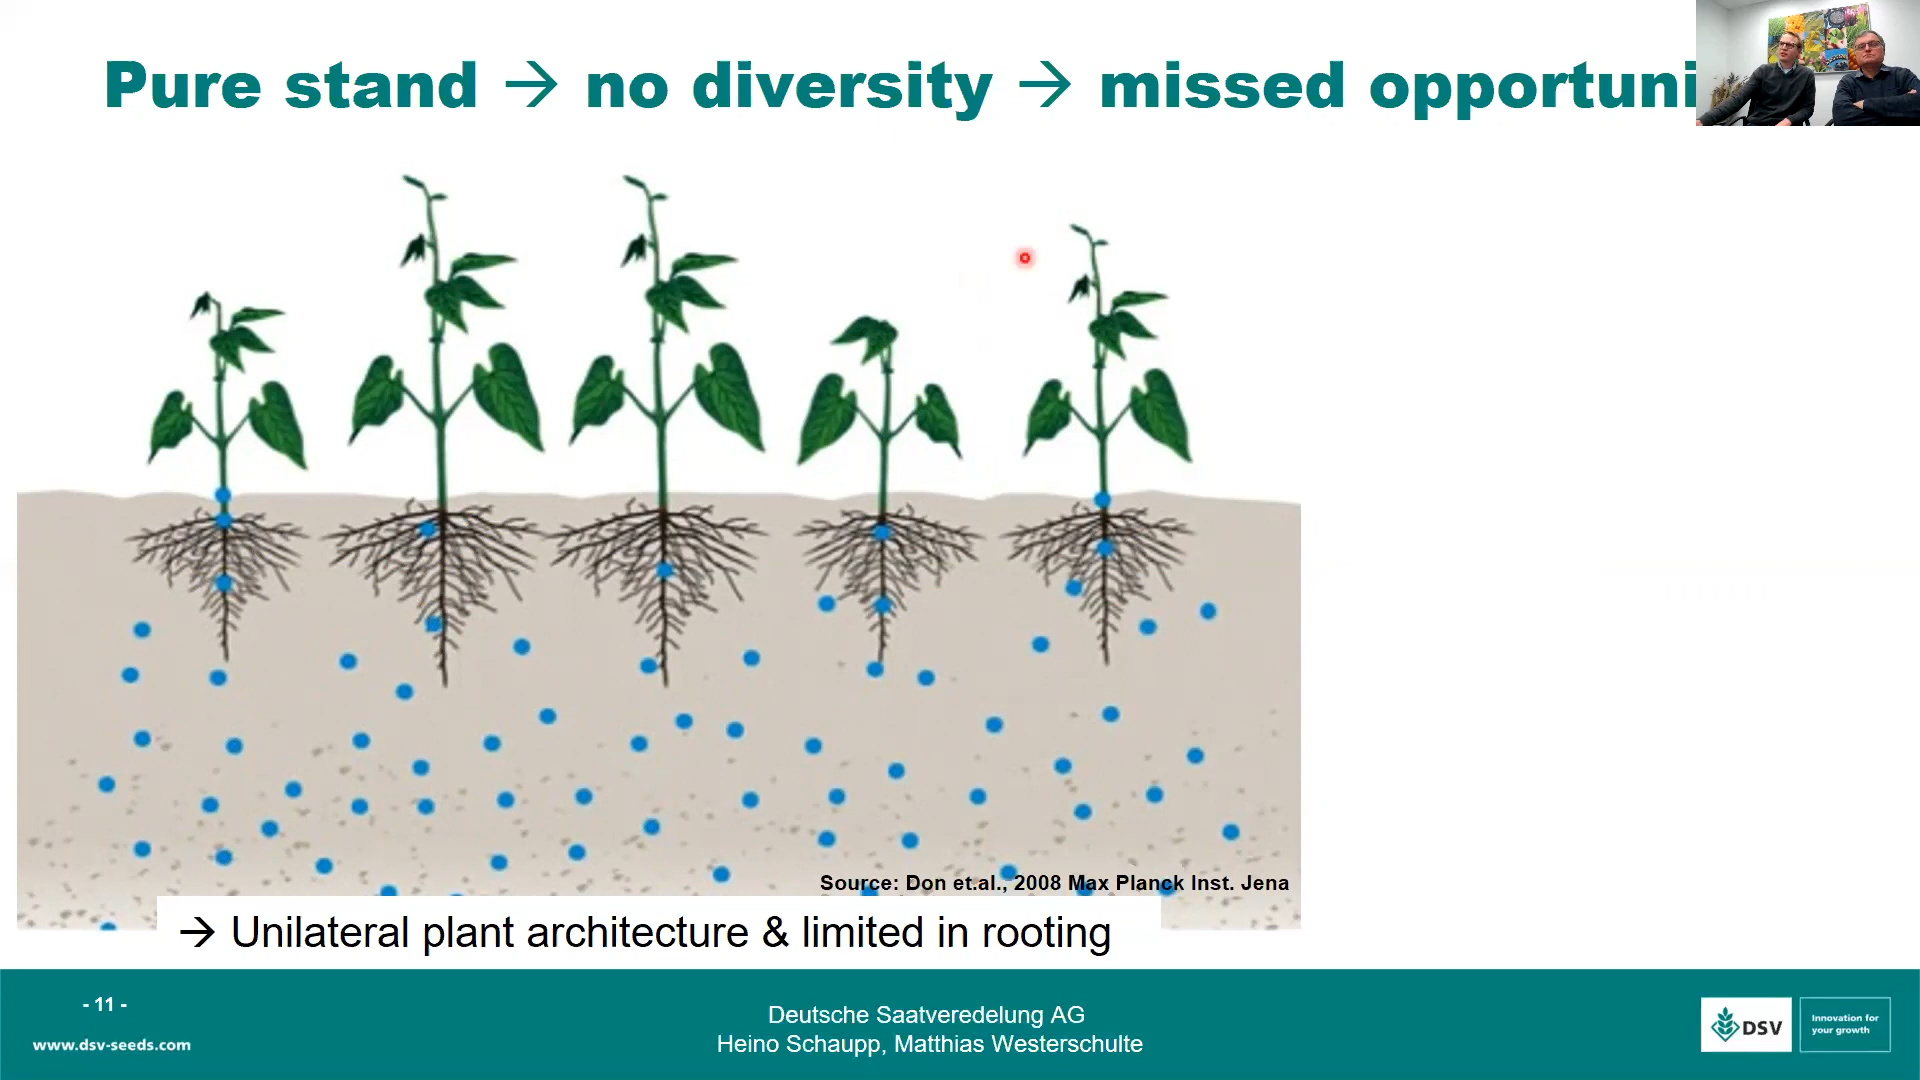 Pure stand → no diversity → missed opportuni
Source: Don et.al., 2008 Max Planck Inst. Jena
→ Unilateral plant architecture & limited in rooting
- 11 -
www.dsv-seeds.com
Deutsche Saatveredelung AG
Heino Schaupp, Matthias Westerschulte
DSV
Innovation for
your growth